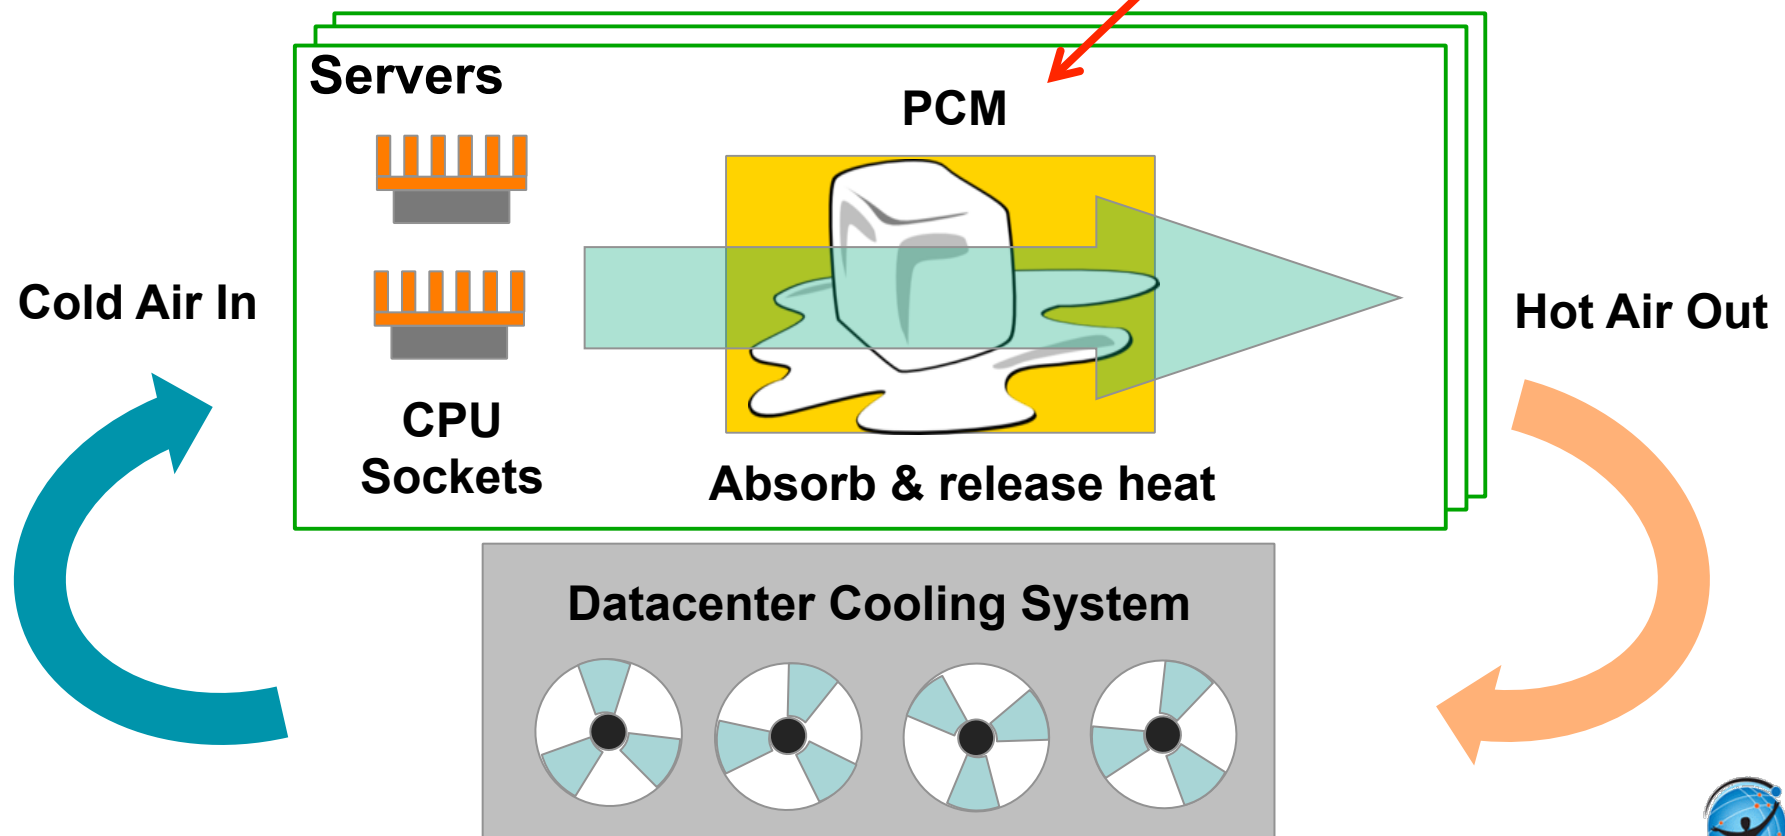 Servers
PCM
Cold Air In
Hot Air Out
CPU
Sockets
Absorb & release heat
Datacenter Cooling System